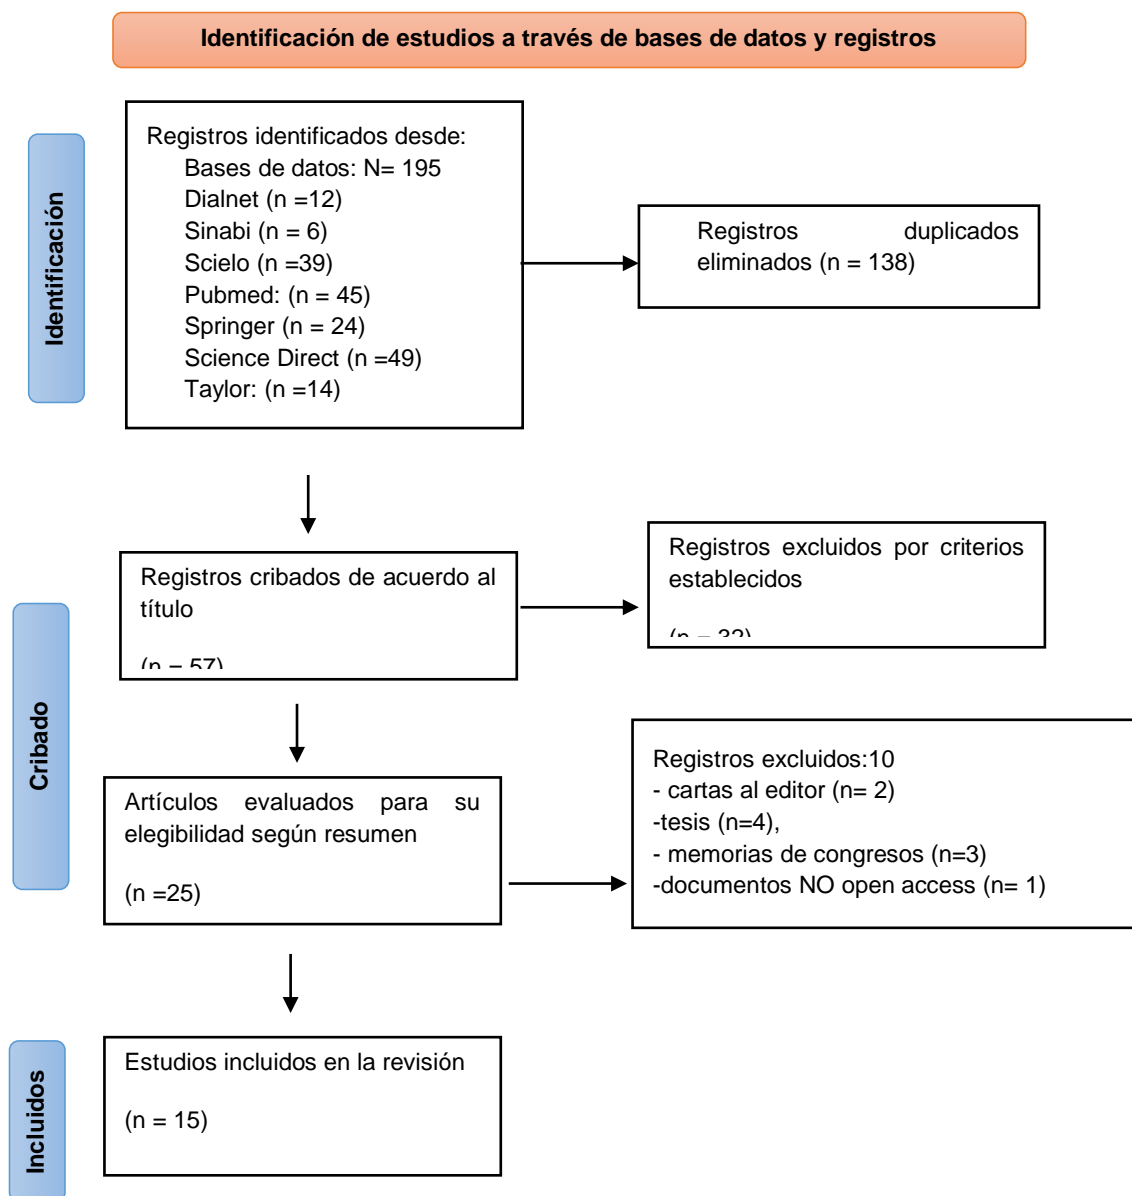 Identificación de estudios a través de bases de datos y registros
Identificación
Registros identificados desde:
Bases de datos: N= 195
Dialnet (n =12)
Sinabi (n = 6)
Scielo (n =39)
Pubmed: (n = 45)
Springer (n = 24)
Science Direct (n =49)
Taylor: (n =14)
Registros duplicados
eliminados (n = 138)
Cribado
Registros cribados de acuerdo al
título
(n = 57)
Registros excluidos por criterios
establecidos
(n = 32)
Artículos evaluados para su
elegibilidad según resumen
(n =25)
Registros excluidos:10
- cartas al editor (n= 2)
-tesis (n=4),
- memorias de congresos (n=3)
-documentos NO open access (n= 1)
Incluidos
Estudios incluidos en la revisión
(n = 15)